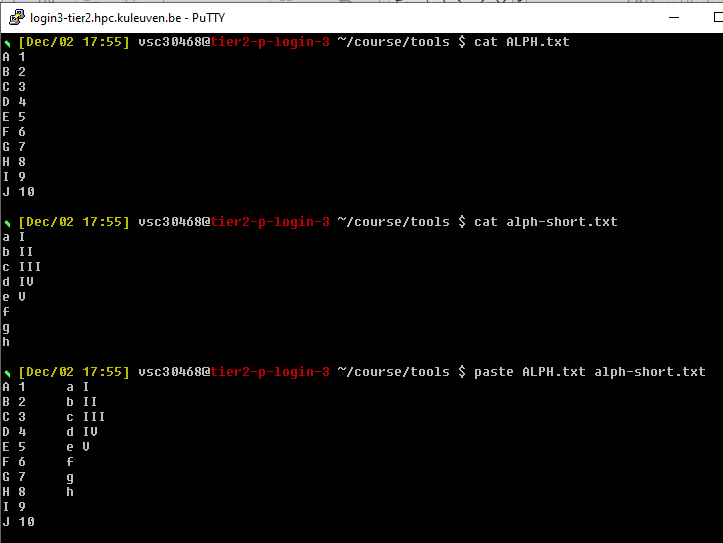 login3-tier2.hpc.kuleuven.be - PuTTY
[Dec/02 17:55] vsc30468@tier2-p-login-3 ~/course/tools $ cat ALPH.txt
A 1
B 2
C 3
D 4
E 5
F 6
G 7
H 8
I 9
J 10
[Dec/02 17:55] vsc30468@tier2-p-login-3 ~/course/tools $ cat alph-short.txt
a I
b II
c III
d IV
e V
f
g
h
[Dec/02 17:55] vsc30468@tier2-p-login-3 ~/course/tools $ paste ALPH.txt alph-short.txt
A 1     a I
B 2     b II
C 3     c III
D 4     d IV
E 5     e V
F 6     f
G 7     g
H 8     h
I 9
J 10